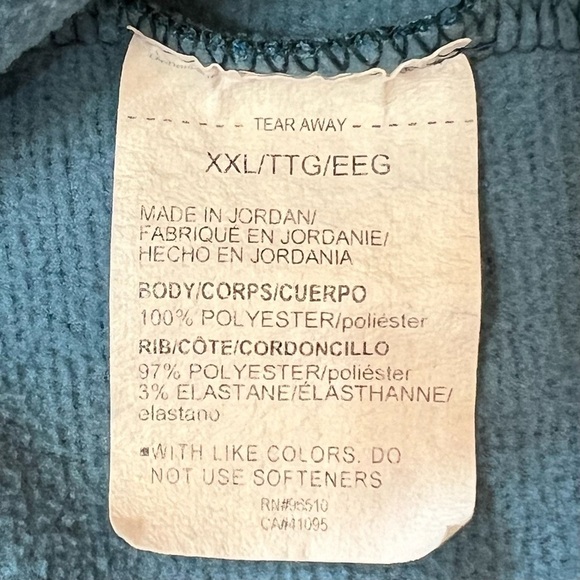 TEAR AWAY
XXL/TTG/EEG
MADE IN JORDAN/
FABRIQUÉ EN JORDANIE/
HECHO EN JORDANIA
BODY/CORPS/CUERPO
100% POLYESTER/poliéster
RIB/CÔTE/CORDONCILLO
97% POLYESTER/poliéster
3% ELASTANE/ÉLASTHANNE/
elastano
▪WITH LIKE COLORS. DO
NOT USE SOFTENERS
RN#96510
CA#41095